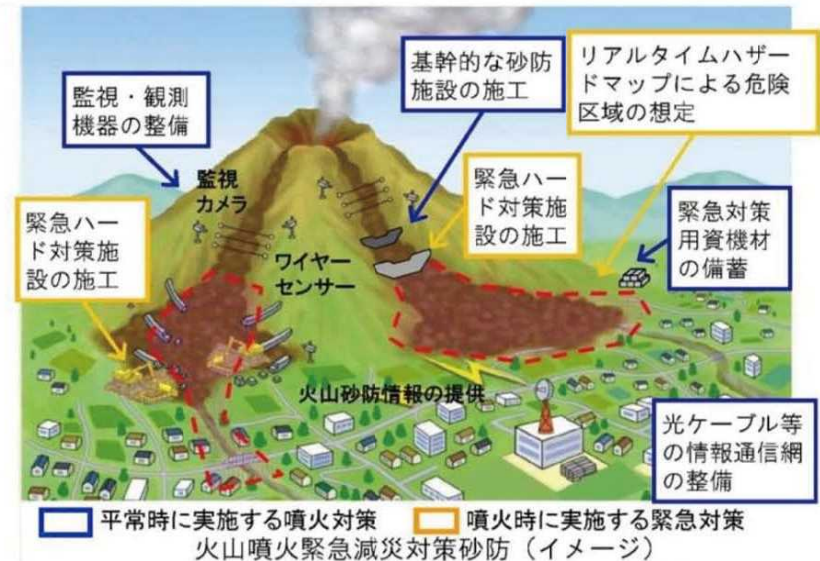 基幹的な砂防
施設の施工
リアルタイムハザー
ドマップによる危険
区域の想定
監視・観測
機器の整備
監視
カメラ
緊急ハー
ド対策施
設の施工
緊急対策
用資機材
の備蓄
緊急ハー
ド対策施
設の施工
ワイヤー
センサー
火山砂防情報の提供
光ケーブル等
の情報通信網
の整備
平常時に実施する噴火対策
噴火時に実施する緊急対策
火山噴火緊急減災対策砂防（イメージ）